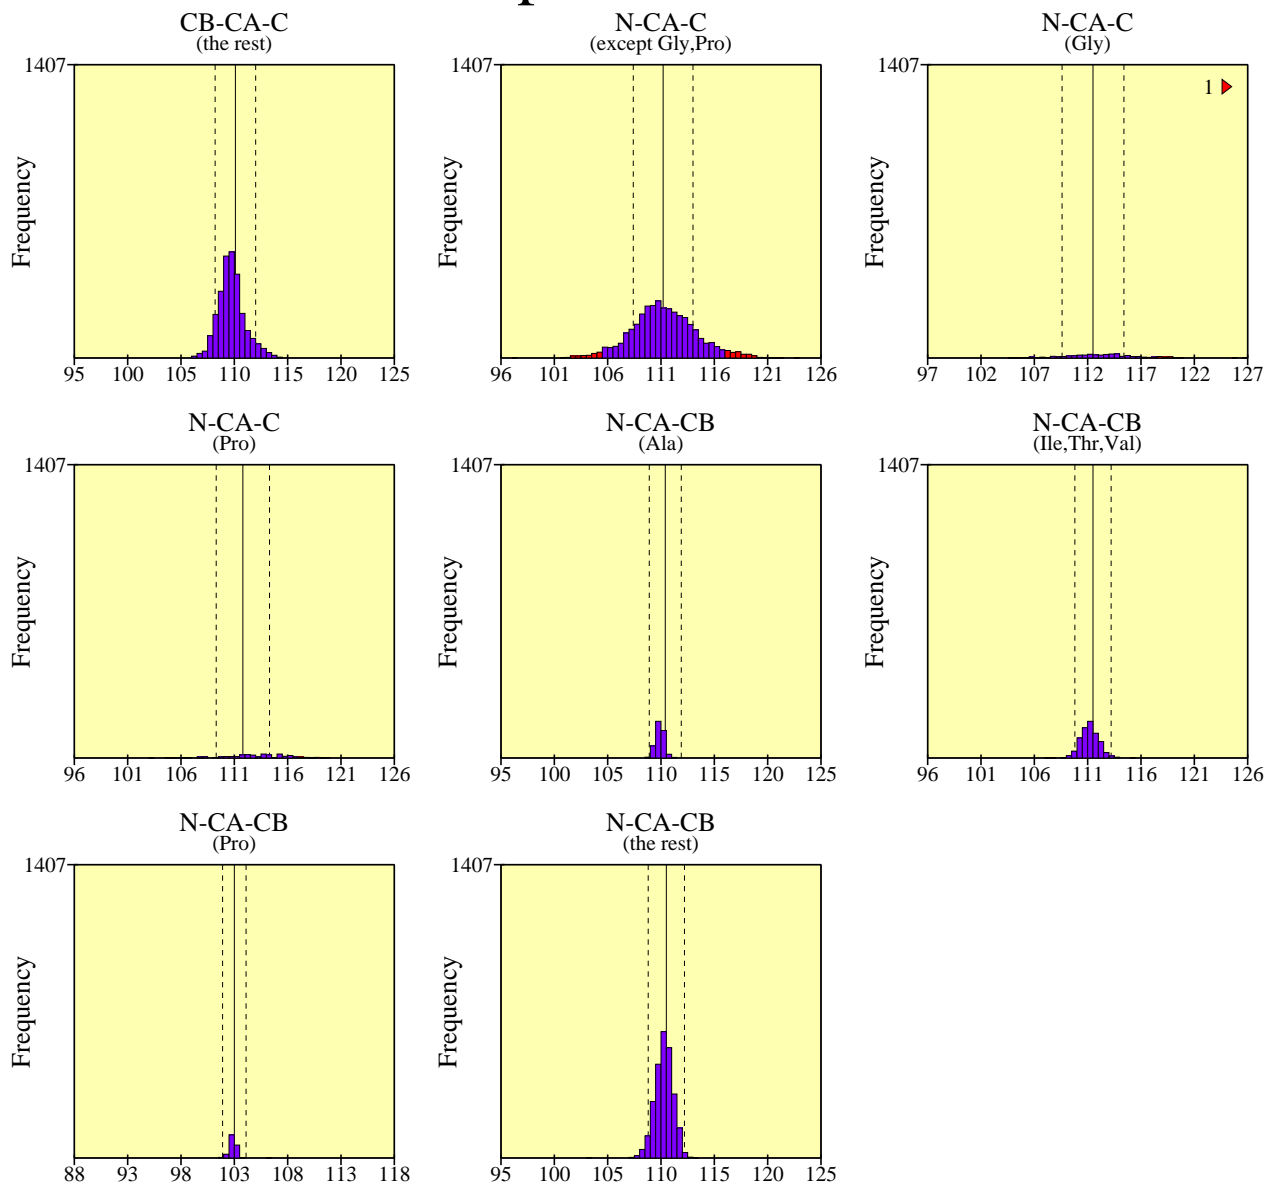 CB-CA-C
(the rest)
1407
Frequency
95 100 105 110 115 120 125
N-CA-C
(except Gly,Pro)
1407
Frequency
96 101 106 111 116 121 126
N-CA-C
(Gly)
1407
1
Frequency
97 102 107 112 117 122 127
N-CA-C
(Pro)
1407
Frequency
96 101 106 111 116 121 126
N-CA-CB
(Ala)
1407
Frequency
95 100 105 110 115 120 125
N-CA-CB
(Ile,Thr,Val)
1407
Frequency
96 101 106 111 116 121 126
N-CA-CB
(Pro)
1407
Frequency
88 93 98 103 108 113 118
N-CA-CB
(the rest)
1407
Frequency
95 100 105 110 115 120 125